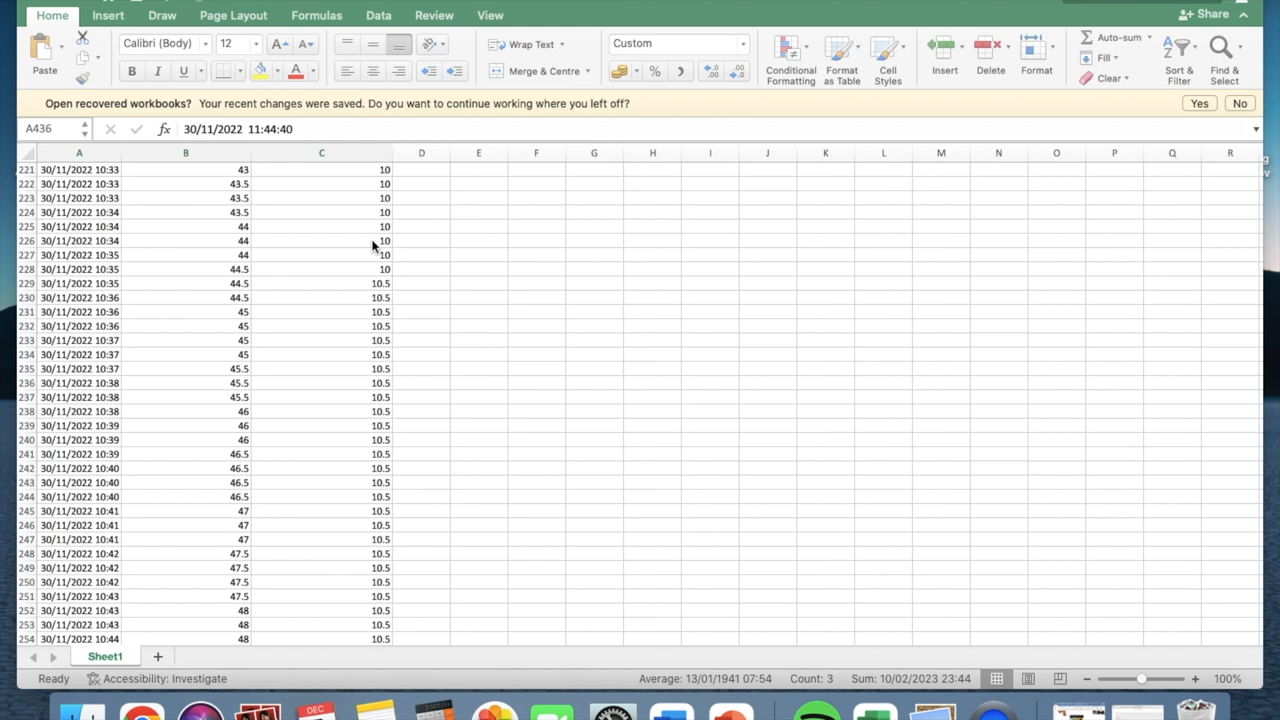 Home Insert Draw Page Layout Formulas Data Review View Share
Calibri (Body) 12 A A Wrap Text Custom Auto-sum
Fill
Paste B I U A Merge & Centre % Conditional Formatting Format as Table Cell Styles Insert Delete Format Clear Sort & Filter Find & Select
Open recovered workbooks? Your recent changes were saved. Do you want to continue working where you left off? Yes No
A436 fx 30/11/2022 11:44:40
A B C D E F G H I J K L M N O P Q R
221 30/11/2022 10:33 43 10
222 30/11/2022 10:33 43.5 10
223 30/11/2022 10:33 43.5 10
224 30/11/2022 10:34 43.5 10
225 30/11/2022 10:34 44 10
226 30/11/2022 10:34 44 10
227 30/11/2022 10:35 44 10
228 30/11/2022 10:35 44.5 10
229 30/11/2022 10:35 44.5 10.5
230 30/11/2022 10:36 44.5 10.5
231 30/11/2022 10:36 45 10.5
232 30/11/2022 10:36 45 10.5
233 30/11/2022 10:37 45 10.5
234 30/11/2022 10:37 45 10.5
235 30/11/2022 10:37 45.5 10.5
236 30/11/2022 10:38 45.5 10.5
237 30/11/2022 10:38 45.5 10.5
238 30/11/2022 10:38 46 10.5
239 30/11/2022 10:39 46 10.5
240 30/11/2022 10:39 46 10.5
241 30/11/2022 10:39 46.5 10.5
242 30/11/2022 10:40 46.5 10.5
243 30/11/2022 10:40 46.5 10.5
244 30/11/2022 10:40 46.5 10.5
245 30/11/2022 10:41 47 10.5
246 30/11/2022 10:41 47 10.5
247 30/11/2022 10:41 47 10.5
248 30/11/2022 10:42 47.5 10.5
249 30/11/2022 10:42 47.5 10.5
250 30/11/2022 10:42 47.5 10.5
251 30/11/2022 10:43 47.5 10.5
252 30/11/2022 10:43 48 10.5
253 30/11/2022 10:43 48 10.5
254 30/11/2022 10:44 48 10.5
Sheet1 +
Ready Accessibility: Investigate Average: 13/01/1941 07:54 Count: 3 Sum: 10/02/2023 23:44 100%
DEC